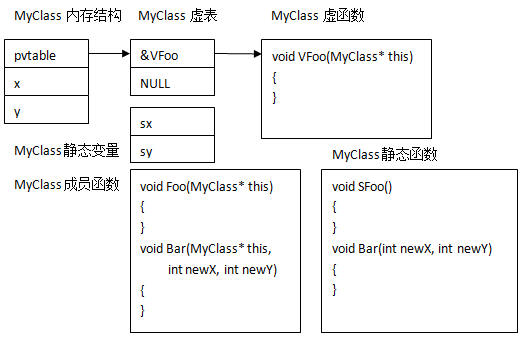 MyClass 内存结构
MyClass 虚表
MyClass 虚函数
pvtable
x
y
&VFoo
NULL
void VFoo(MyClass* this)
{
}
sx
sy
MyClass静态变量
MyClass静态函数
MyClass成员函数
void Foo(MyClass* this)
{
}
void Bar(MyClass* this,
int newX, int newY)
{
}
void SFoo()
{
}
void Bar(int newX, int newY)
{
}